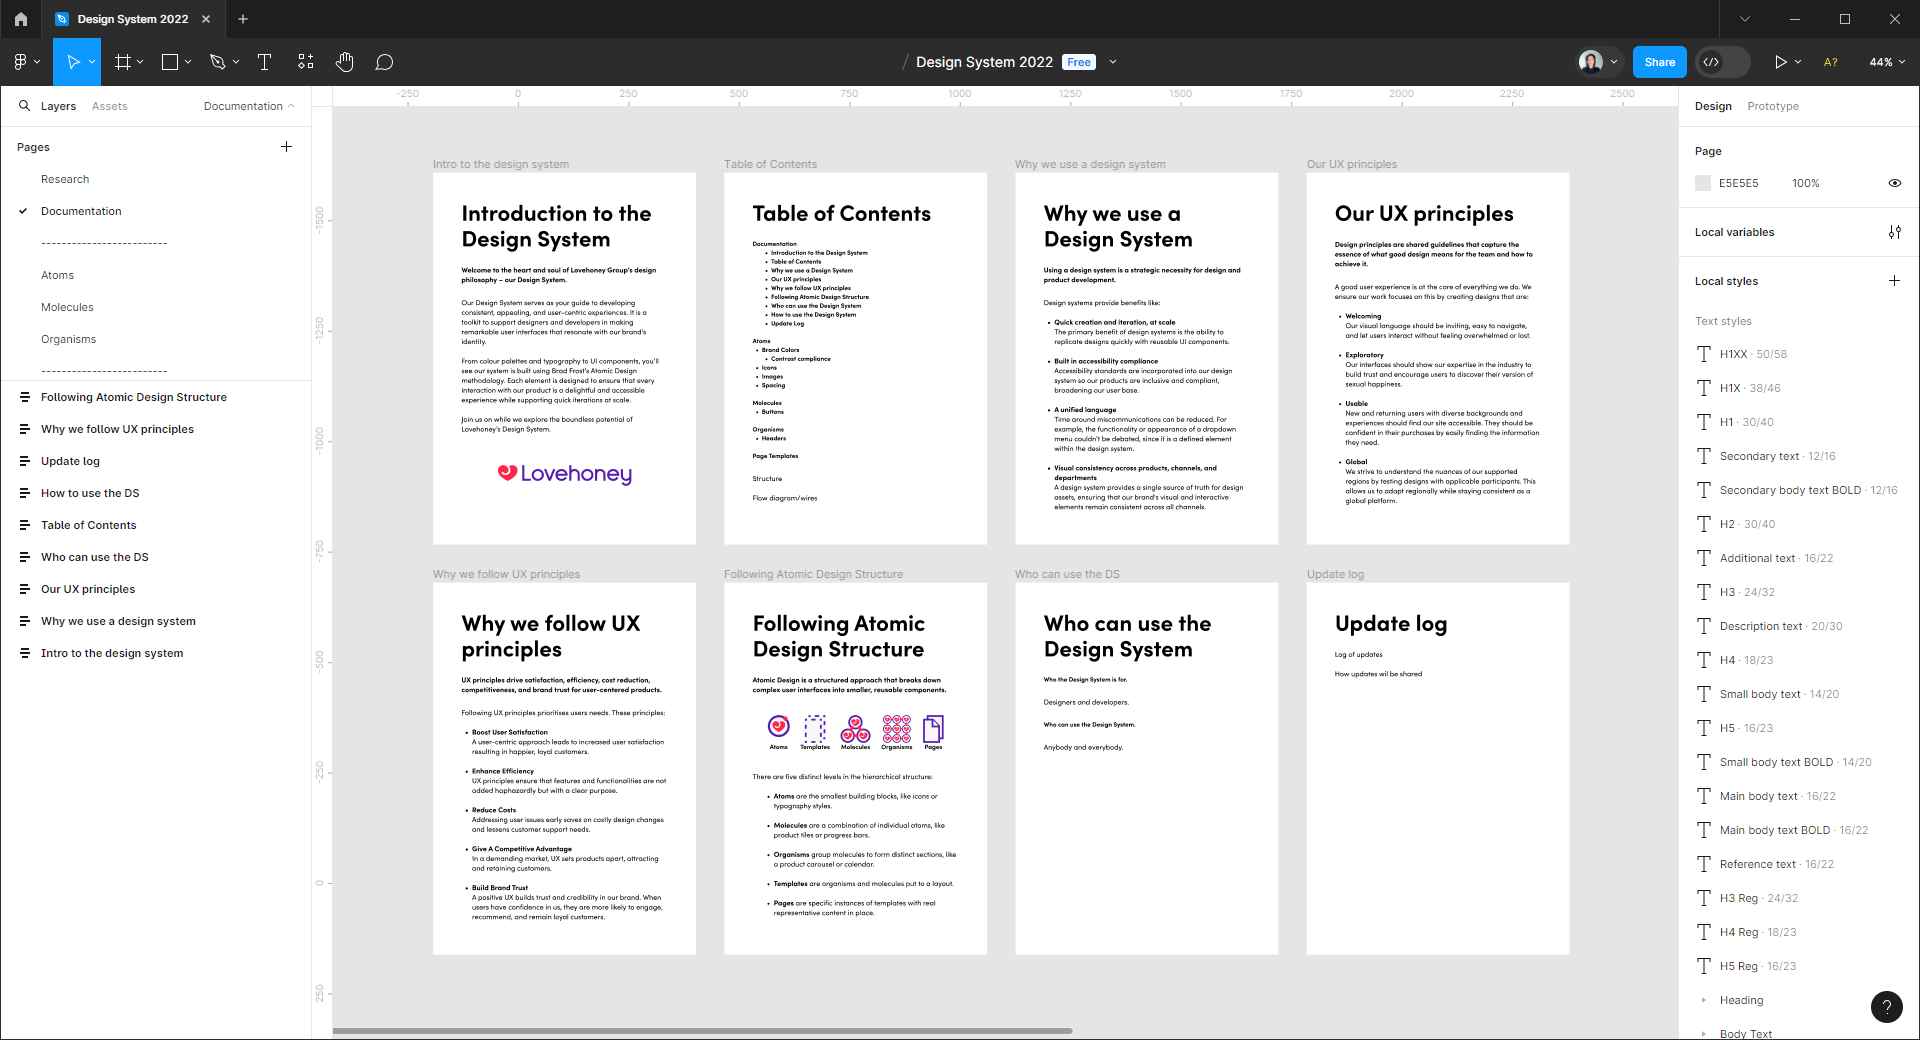 Design System 2022
Design System 2022 Free
Share
A?
44%
Layers Assets Documentation
Pages
Research
Documentation
-------------------------
Atoms
Molecules
Organisms
-------------------------
Following Atomic Design Structure
Why we follow UX principles
Update log
How to use the DS
Table of Contents
Who can use the DS
Our UX principles
Why we use a design system
Intro to the design system
-250 0 250 500 750 1000 1250 1500 1750 2000 2250 2500
-1500
-1250
-1000
-750
-500
-250
0
250
Intro to the design system
Introduction to the
Design System
Welcome to the heart and soul of Lovehoney Group's design
philosophy – our Design System.
Our Design System serves as your guide to developing
consistent, appealing, and user-centric experiences. It is a
toolkit to support designers and developers in making
remarkable user interfaces that resonate with our brand's
identity.
From colour palettes and typography to UI components, you'll
see our system is built using Brad Frost's Atomic Design
methodology. Each element is designed to ensure that every
interaction with our product is a delightful and accessible
experience while supporting quick iterations at scale.
Join us on while we explore the boundless potential of
Lovehoney's Design System.
Lovehoney
Table of Contents
Table of Contents
Documentation
• Introduction to the Design System
• Table of Contents
• Why we use a Design System
• Our UX principles
• Why we follow UX principles
• Following Atomic Design Structure
• Who can use the Design System
• How to use the Design System
• Update Log
Atoms
• Brand Colors
• Contrast compliance
• Icons
• Images
• Spacing
Molecules
• Buttons
Organisms
• Headers
Page Templates
Structure
Flow diagram/wires
Why we use a design system
Why we use a
Design System
Using a design system is a strategic necessity for design and
product development.
Design systems provide benefits like:
• Quick creation and iteration, at scale
The primary benefit of design systems is the ability to
replicate designs quickly with reusable UI components.
• Built in accessibility compliance
Accessibility standards are incorporated into our design
system so our products are inclusive and compliant,
broadening our user base.
• A unified language
Time around miscommunications can be reduced. For
example, the functionality or appearance of a dropdown
menu couldn't be debated, since it is a defined element
within the design system.
• Visual consistency across products, channels, and
departments
A design system provides a single source of truth for design
assets, ensuring that our brand's visual and interactive
elements remain consistent across all channels.
Our UX principles
Our UX principles
Design principles are shared guidelines that capture the
essence of what good design means for the team and how to
achieve it.
A good user experience is at the core of everything we do. We
ensure our work focuses on this by creating designs that are:
• Welcoming
Our visual language should be inviting, easy to navigate,
and let users interact without feeling overwhelmed or lost.
• Exploratory
Our interfaces should show our expertise in the industry to
build trust and encourage users to discover their version of
sexual happiness.
• Usable
New and returning users with diverse backgrounds and
experiences should find our site accessible. They should be
confident in their purchases by easily finding the information
they need.
• Global
We strive to understand the nuances of our supported
regions by testing designs with applicable participants. This
allows us to adapt regionally while staying consistent as a
global platform.
Why we follow UX principles
Why we follow UX
principles
UX principles drive satisfaction, efficiency, cost reduction,
competitiveness, and brand trust for user-centered products.
Following UX principles prioritises users needs. These principles:
• Boost User Satisfaction
A user-centric approach leads to increased user satisfaction
resulting in happier, loyal customers.
• Enhance Efficiency
UX principles ensure that features and functionalities are not
added haphazardly but with a clear purpose.
• Reduce Costs
Addressing user issues early saves on costly design changes
and lessens customer support needs.
• Give A Competitive Advantage
In a demanding market, UX sets products apart, attracting
and retaining customers.
• Build Brand Trust
A positive UX builds trust and credibility in our brand. When
users have confidence in us, they are more likely to engage,
recommend, and remain loyal customers.
Following Atomic Design Structure
Following Atomic
Design Structure
Atomic Design is a structured approach that breaks down
complex user interfaces into smaller, reusable components.
Atoms Templates Molecules Organisms Pages
There are five distinct levels in the hierarchical structure:
• Atoms are the smallest building blocks, like icons or
typography styles.
• Molecules are a combination of individual atoms, like
product tiles or progress bars.
• Organisms group molecules to form distinct sections, like
a product carousel or calendar.
• Templates are organisms and molecules put to a layout.
• Pages are specific instances of templates with real
representative content in place.
Who can use the DS
Who can use the
Design System
Who the Design System is for.
Designers and developers.
Who can use the Design System.
Anybody and everybody.
Update log
Update log
Log of updates
How updates wil be shared
Design Prototype
Page
E5E5E5 100%
Local variables
Local styles
Text styles
H1XX · 50/58
H1X · 38/46
H1 · 30/40
Secondary text · 12/16
Secondary body text BOLD · 12/16
H2 · 30/40
Additional text · 16/22
H3 · 24/32
Description text · 20/30
H4 · 18/23
Small body text · 14/20
H5 · 16/23
Small body text BOLD · 14/20
Main body text · 16/22
Main body text BOLD · 16/22
Reference text · 16/22
H3 Reg · 24/32
H4 Reg · 18/23
H5 Reg · 16/23
Heading
Body Text
?